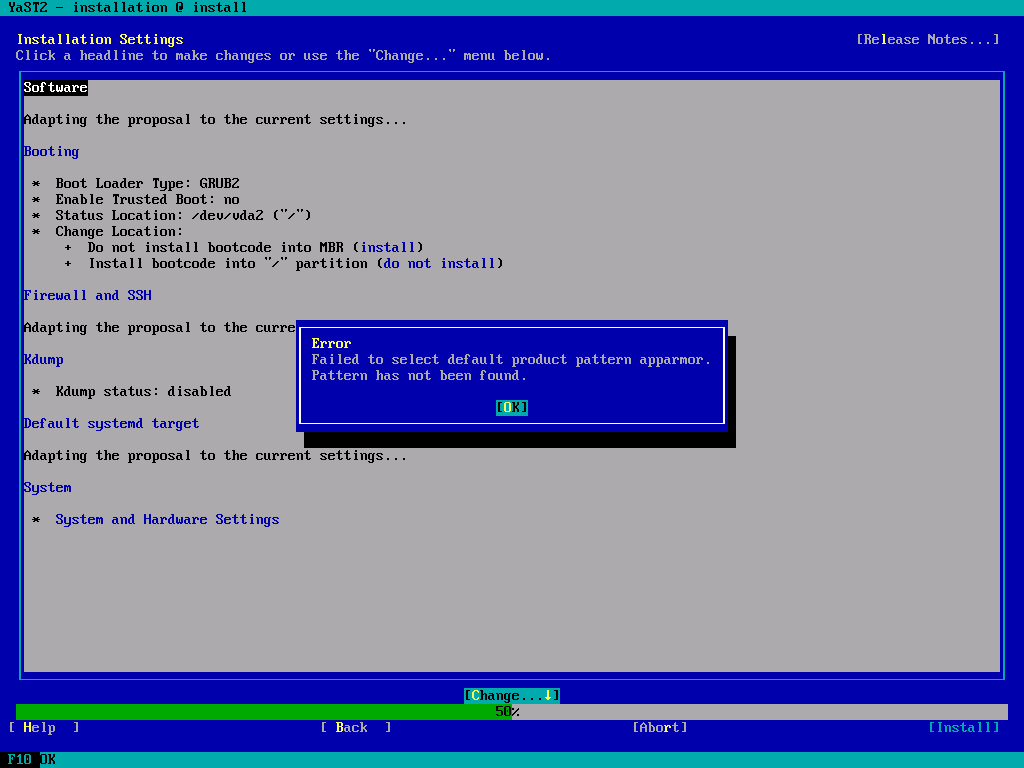 YaST2 - installation @ install
Installation Settings [Release Notes...]
Click a headline to make changes or use the "Change..." menu below.
Software
Adapting the proposal to the current settings...
Booting
* Boot Loader Type: GRUB2
* Enable Trusted Boot: no
* Status Location: /dev/vda2 ("/")
* Change Location:
+ Do not install bootcode into MBR (install)
+ Install bootcode into "/" partition (do not install)
Firewall and SSH
Adapting the proposal to the curre
Kdump
* Kdump status: disabled
Default systemd target
Adapting the proposal to the current settings...
System
* System and Hardware Settings
Error
Failed to select default product pattern apparmor.
Pattern has not been found.
[OK]
[Change...↓]
50%
[ Help ] [ Back ] [Abort] [Install]
F10 OK